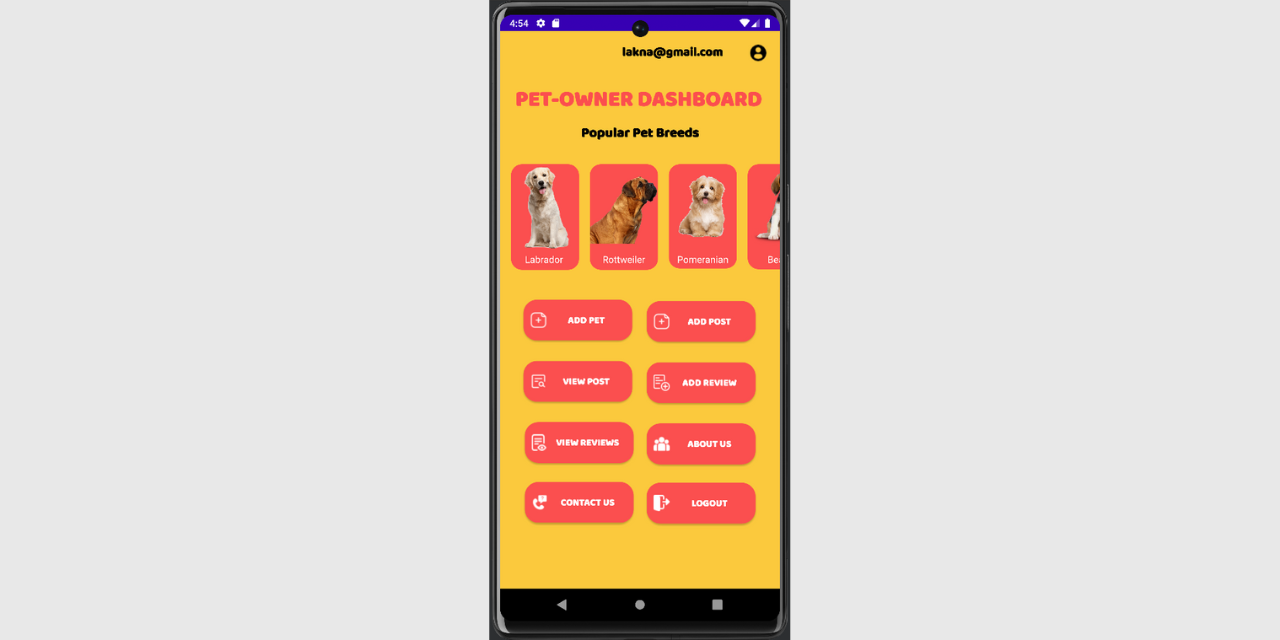 4:54
lakna@gmail.com
PET-OWNER DASHBOARD
Popular Pet Breeds
Labrador Rottweiler Pomeranian Bea
ADD PET ADD POST
VIEW POST ADD REVIEW
VIEW REVIEWS ABOUT US
CONTACT US LOGOUT